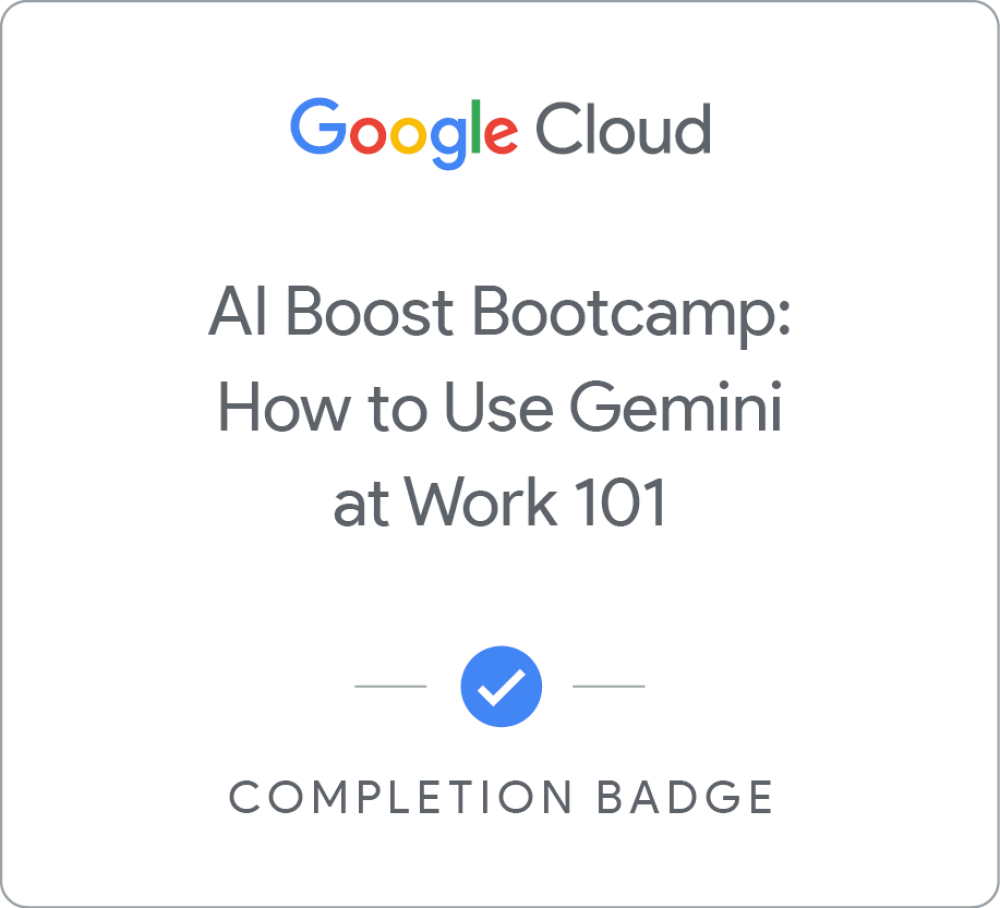 Google Cloud
AI Boost Bootcamp:
How to Use Gemini
at Work 101
COMPLETION BADGE